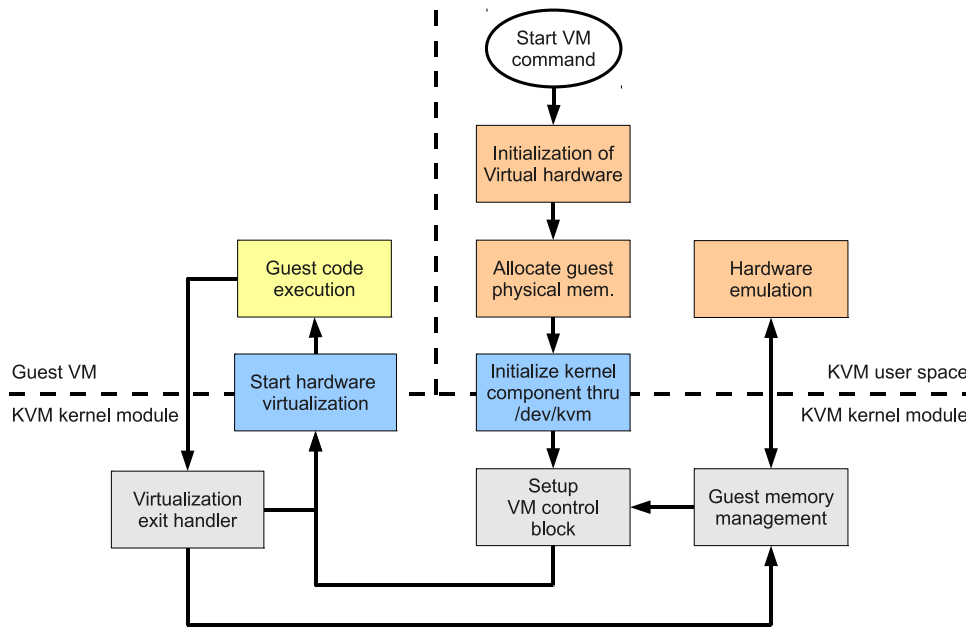 Start VM
command
Initialization of
Virtual hardware
Guest code
execution
Allocate guest
physical mem.
Hardware
emulation
Guest VM
Start hardware
virtualization
Initialize kernel
component thru
/dev/kvm
KVM user space
KVM kernel module
KVM kernel module
Virtualization
exit handler
Setup
VM control
block
Guest memory
management